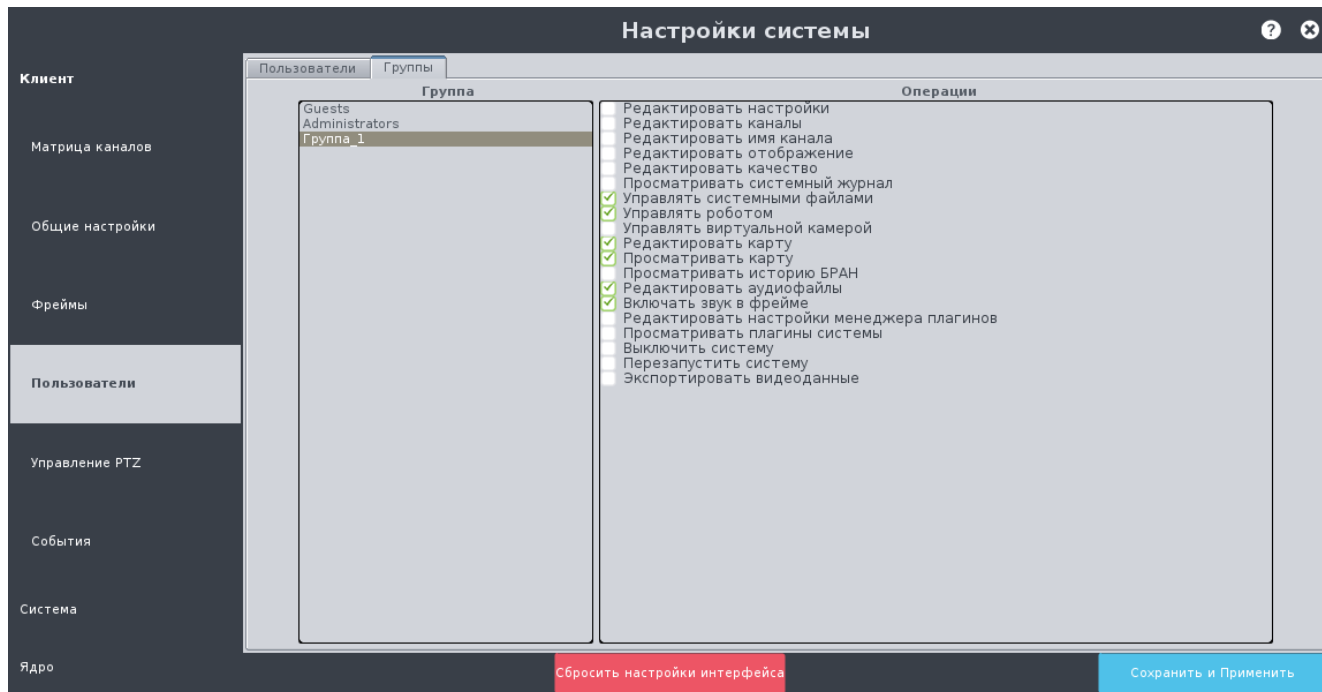 Настройки системы
?
Клиент
Матрица каналов
Общие настройки
Фреймы
Пользователи
Управление PTZ
События
Система
Ядро
Пользователи
Группы
Группа
Guests
Administrators
Группа_1
Операции
Редактировать настройки
Редактировать каналы
Редактировать имя канала
Редактировать отображение
Редактировать качество
Просматривать системный журнал
Управлять системными файлами
Управлять роботом
Управлять виртуальной камерой
Редактировать карту
Просматривать карту
Просматривать историю БРАН
Редактировать аудиофайлы
Включать звук в фрейме
Редактировать настройки менеджера плагинов
Просматривать плагины системы
Выключить систему
Перезапустить систему
Экспортировать видеоданные
Сбросить настройки интерфейса
Сохранить и Применить